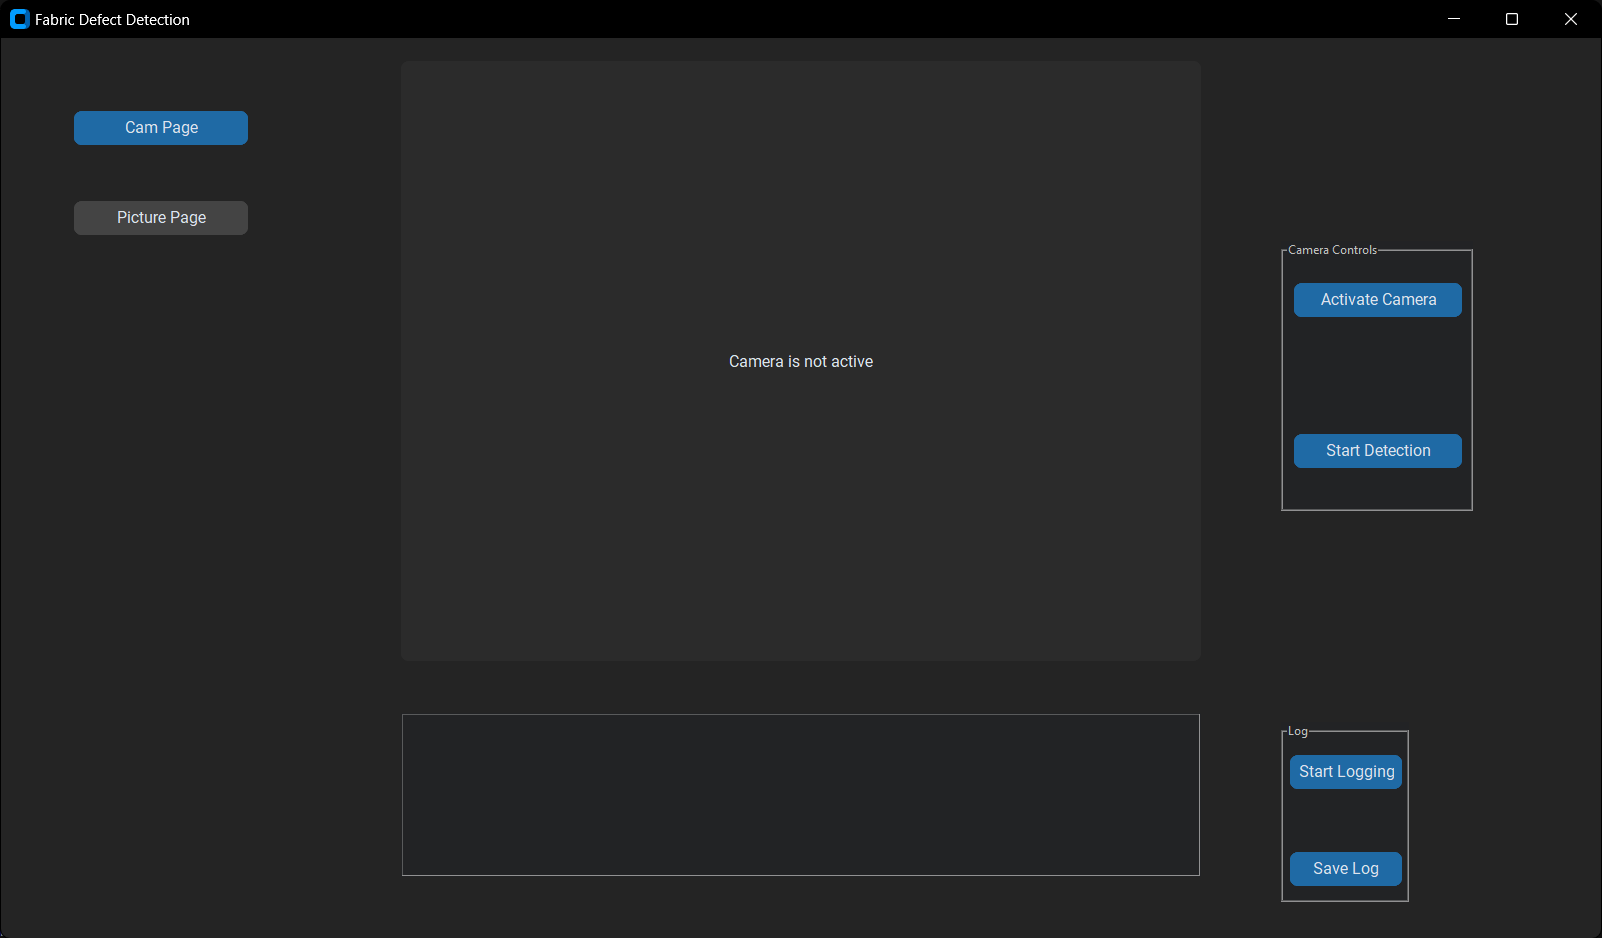 Fabric Defect Detection
Cam Page
Picture Page
Camera is not active
Camera Controls
Activate Camera
Start Detection
Log
Start Logging
Save Log